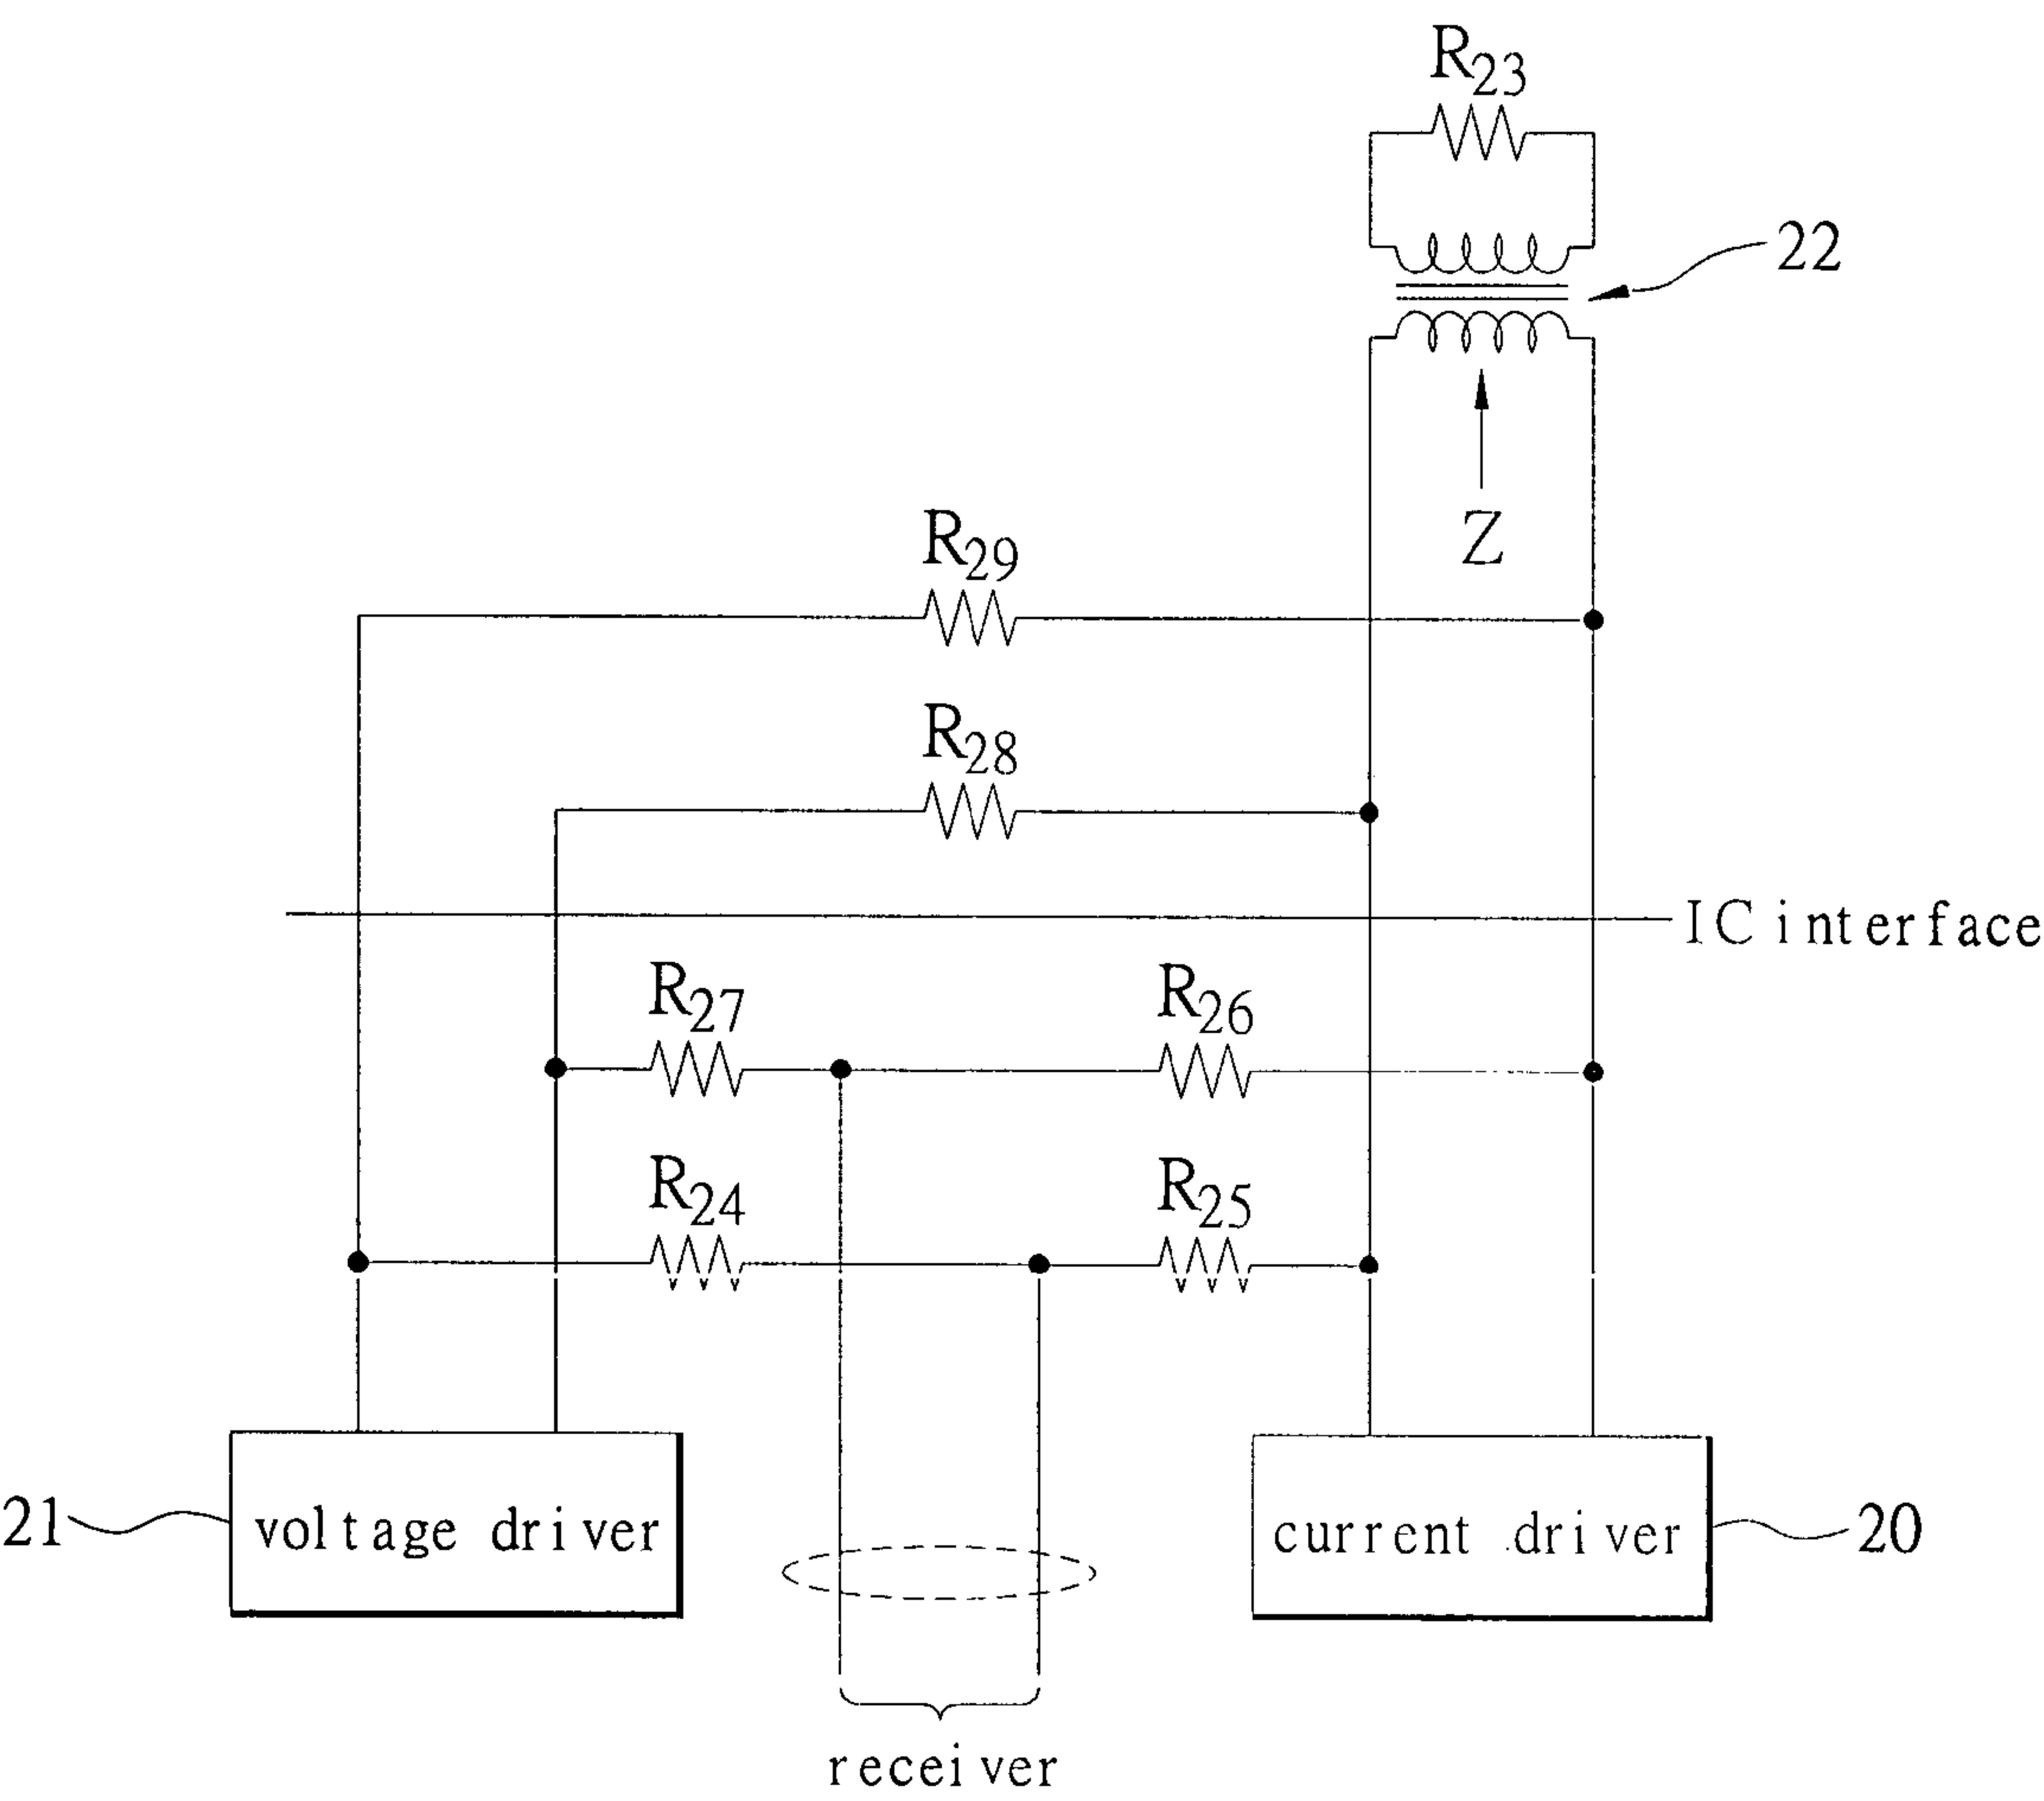 R23
22
Z
R29
R28
IC interface
R27
R26
R24
R25
21
voltage driver
current driver
20
receiver